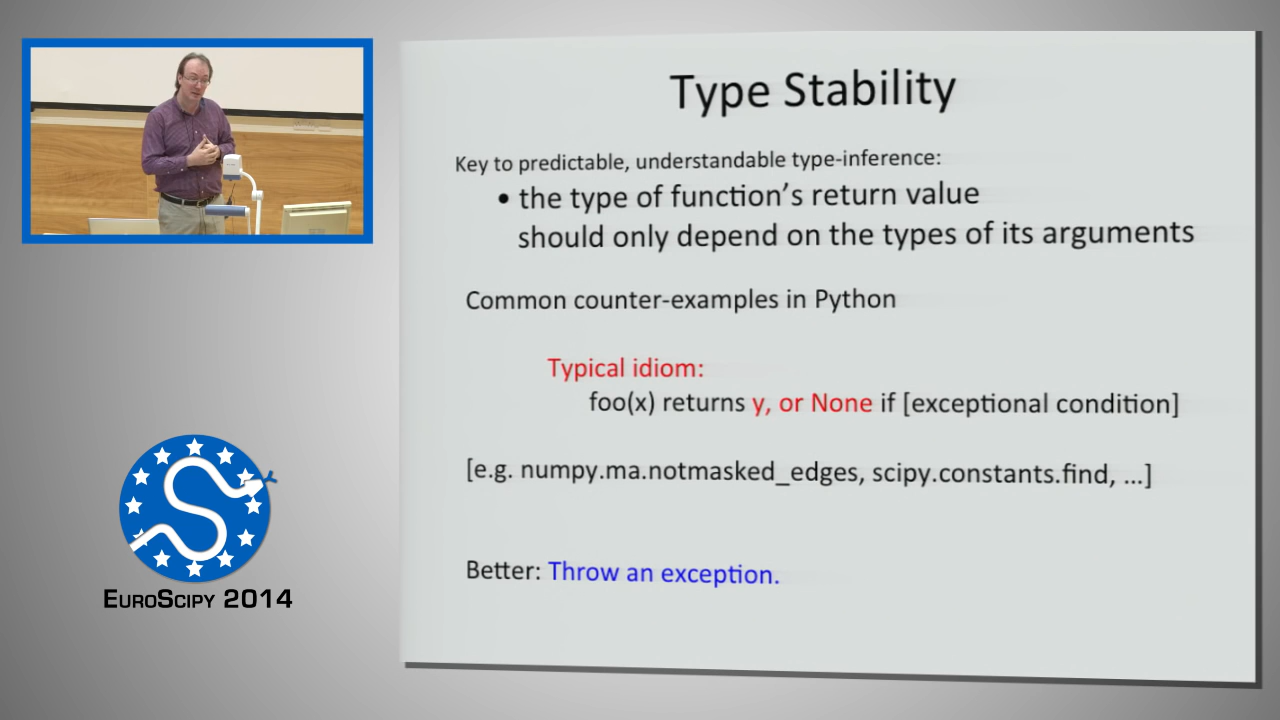 Type Stability
Key to predictable, understandable type-inference:
• the type of function's return value
should only depend on the types of its arguments
Common counter-examples in Python
Typical idiom:
foo(x) returns y, or None if [exceptional condition]
[e.g. numpy.ma.notmasked_edges, scipy.constants.find, ...]
Better: Throw an exception.
EuroScipy 2014